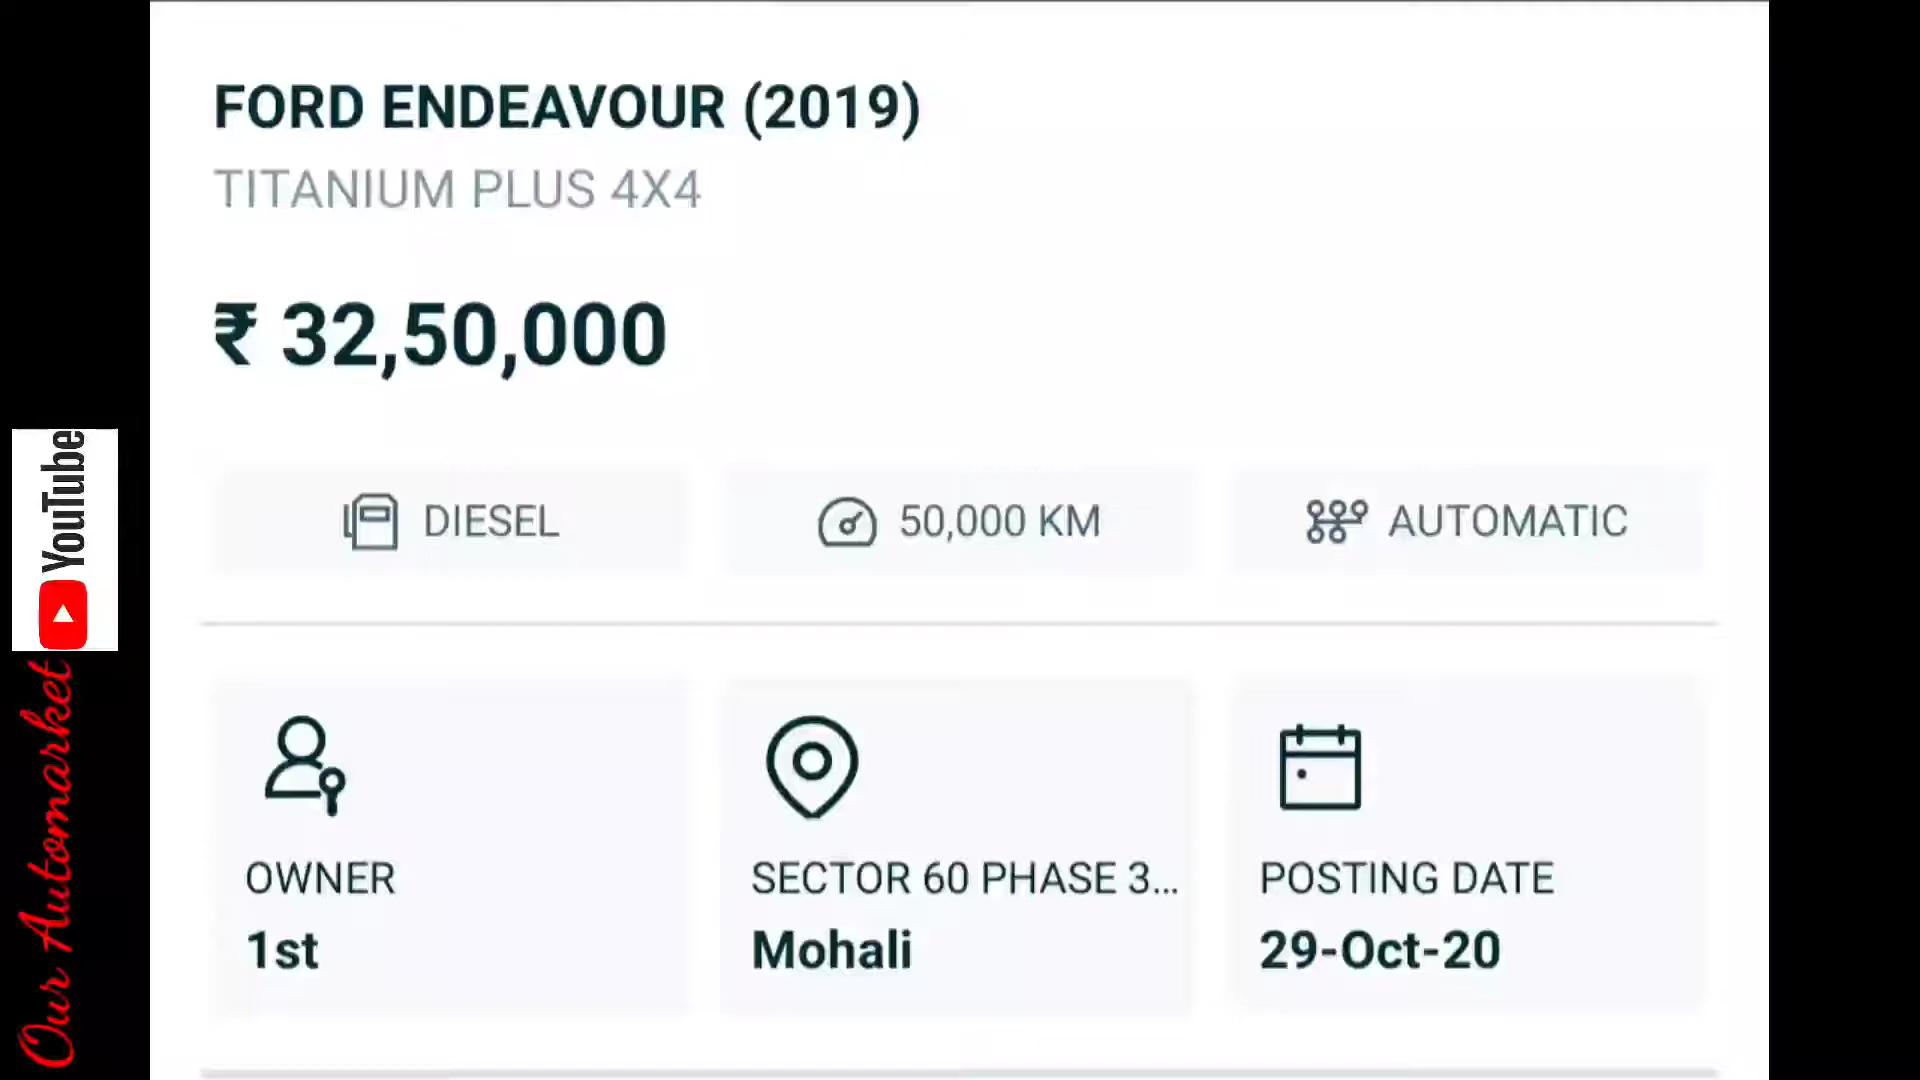 FORD ENDEAVOUR (2019)
TITANIUM PLUS 4X4
₹ 32,50,000
DIESEL
50,000 KM
AUTOMATIC
OWNER
1st
SECTOR 60 PHASE 3...
Mohali
POSTING DATE
29-Oct-20
YouTube
Our Automarket